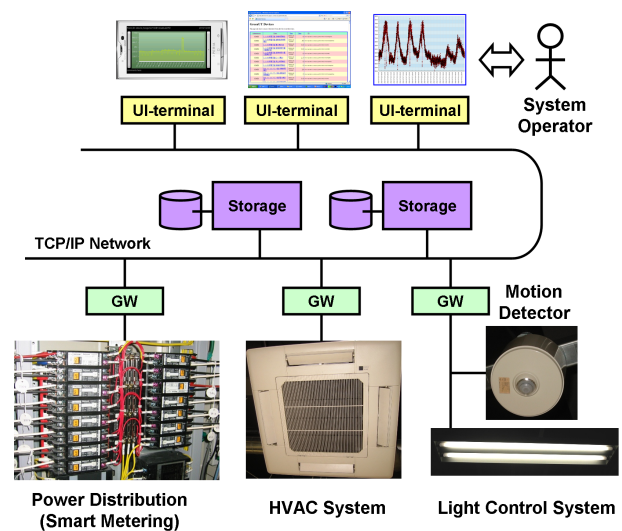 UI-terminal
UI-terminal
UI-terminal
System
Operator
Storage
Storage
TCP/IP Network
GW
GW
GW
Motion
Detector
Power Distribution
(Smart Metering)
HVAC System
Light Control System